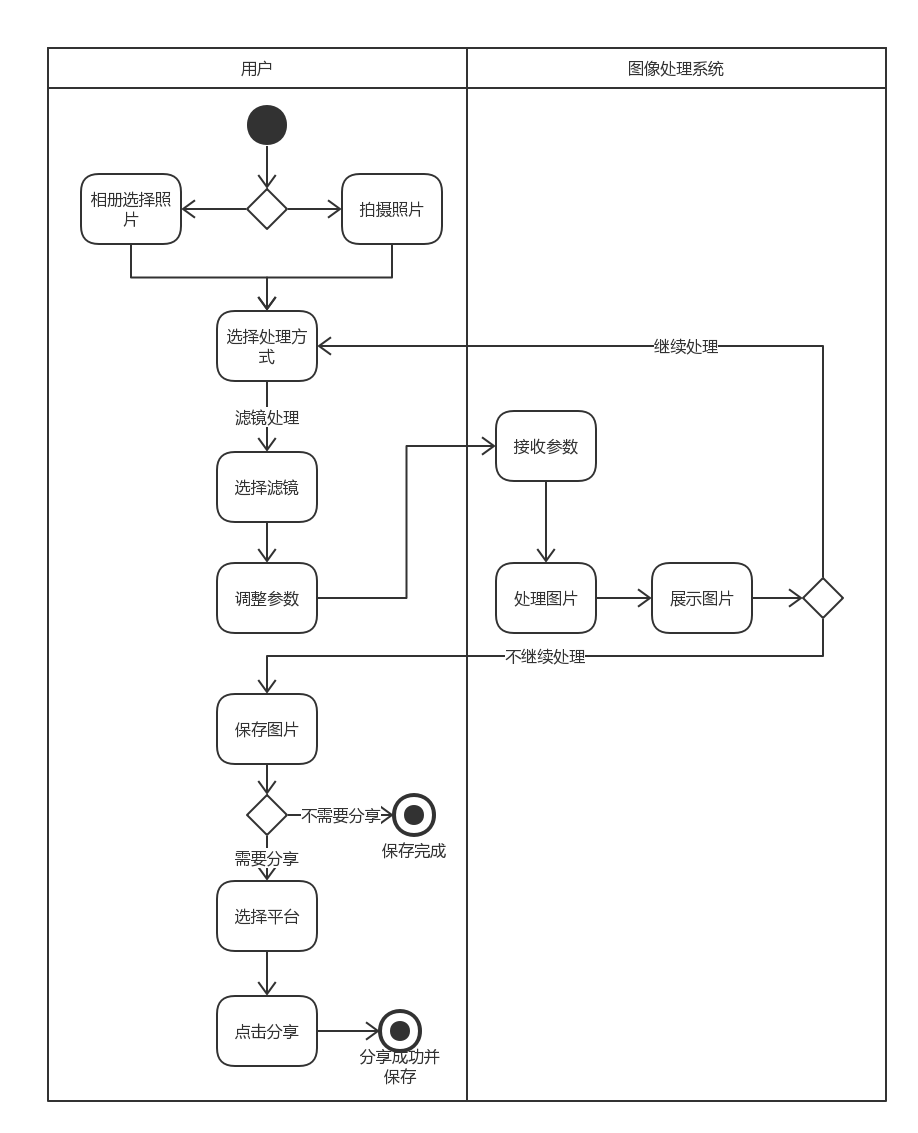 用户
图像处理系统
相册选择照
片
拍摄照片
选择处理方
式
继续处理
滤镜处理
接收参数
选择滤镜
调整参数
处理图片
展示图片
不继续处理
保存图片
不需要分享
保存完成
需要分享
选择平台
点击分享
分享成功并
保存